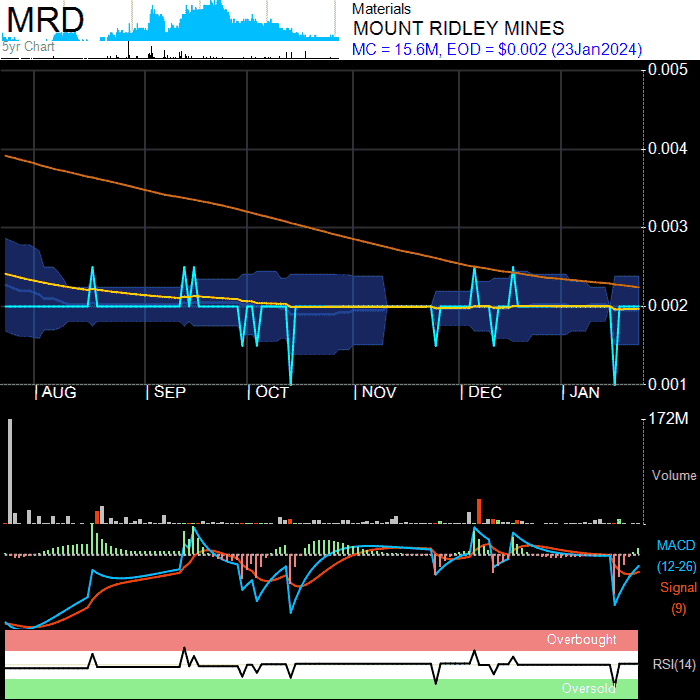 MRD
5yr Chart
Materials
MOUNT RIDLEY MINES
MC = 15.6M, EOD = $0.002 (23Jan2024)
0.005
0.004
0.003
0.002
0.001
AUG SEP OCT NOV DEC JAN
172M
Volume
MACD
(12-26)
Signal
(9)
Overbought
RSI(14)
Oversold